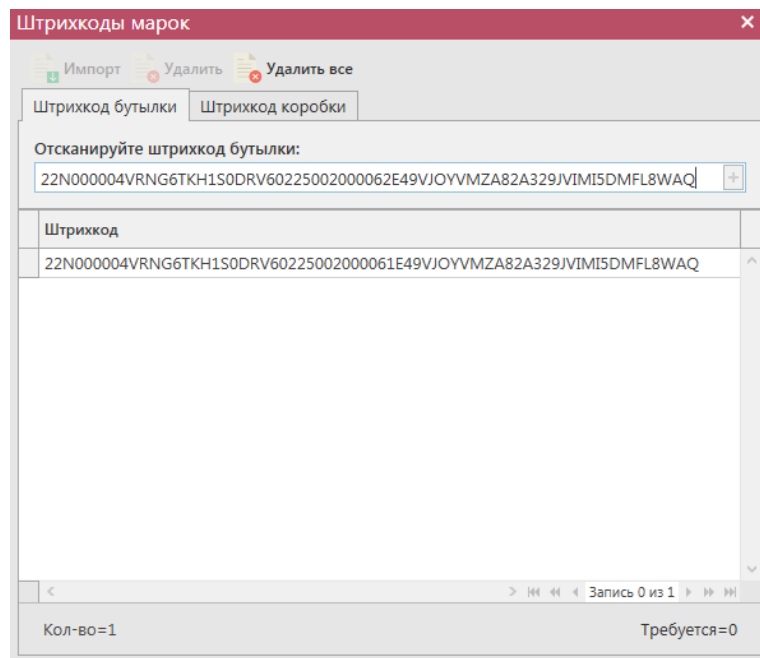 Штрихкоды марок
Импорт Удалить Удалить все
Штрихкод бутылки Штрихкод коробки
Отсканируйте штрихкод бутылки:
22N000004VRNG6TKH1S0DRV60225002000062E49VJOYVMZA82A329JVIMI5DMFL8WAQ
Штрихкод
22N000004VRNG6TKH1S0DRV60225002000061E49VJOYVMZA82A329JVIMI5DMFL8WAQ
Запись 0 из 1
Кол-во=1 Требуется=0